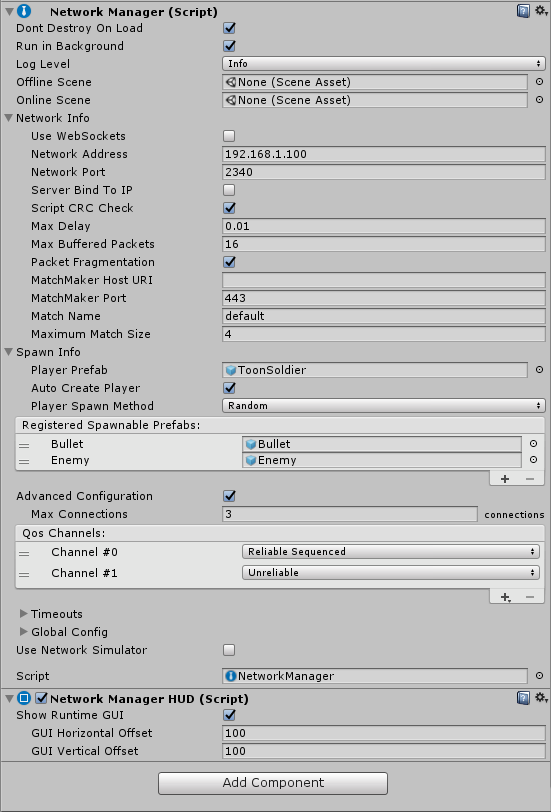 Network Manager (Script)
Dont Destroy On Load
Run in Background
Log Level Info
Offline Scene None (Scene Asset)
Online Scene None (Scene Asset)
Network Info
Use WebSockets
Network Address 192.168.1.100
Network Port 2340
Server Bind To IP
Script CRC Check
Max Delay 0.01
Max Buffered Packets 16
Packet Fragmentation
MatchMaker Host URI
MatchMaker Port 443
Match Name default
Maximum Match Size 4
Spawn Info
Player Prefab ToonSoldier
Auto Create Player
Player Spawn Method Random
Registered Spawnable Prefabs:
Bullet Bullet
Enemy Enemy
Advanced Configuration
Max Connections 3 connections
Qos Channels:
Channel #0 Reliable Sequenced
Channel #1 Unreliable
Timeouts
Global Config
Use Network Simulator
Script NetworkManager
Network Manager HUD (Script)
Show Runtime GUI
GUI Horizontal Offset 100
GUI Vertical Offset 100
Add Component